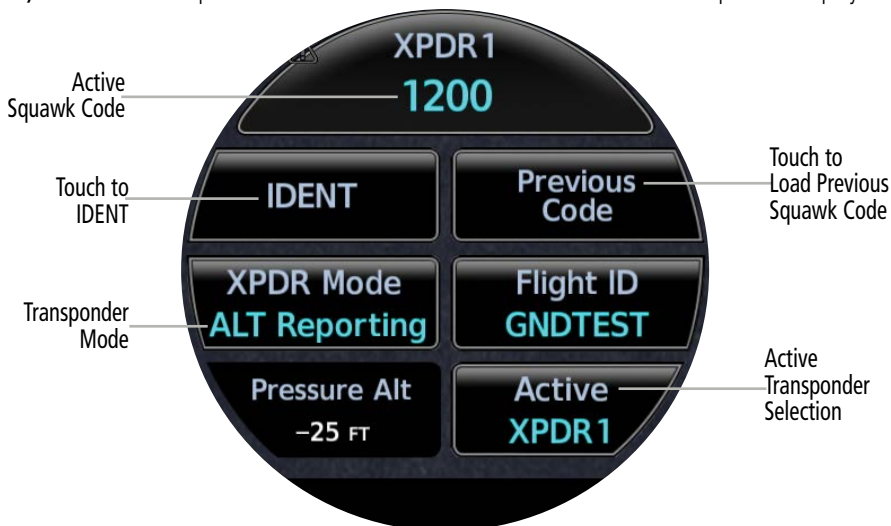 XPDR1
1200
Active
Squawk Code
IDENT
Touch to
IDENT
Previous
Code
Touch to
Load Previous
Squawk Code
XPDR Mode
ALT Reporting
Transponder
Mode
Flight ID
GNDTEST
Pressure Alt
−25 FT
Active
XPDR1
Active
Transponder
Selection